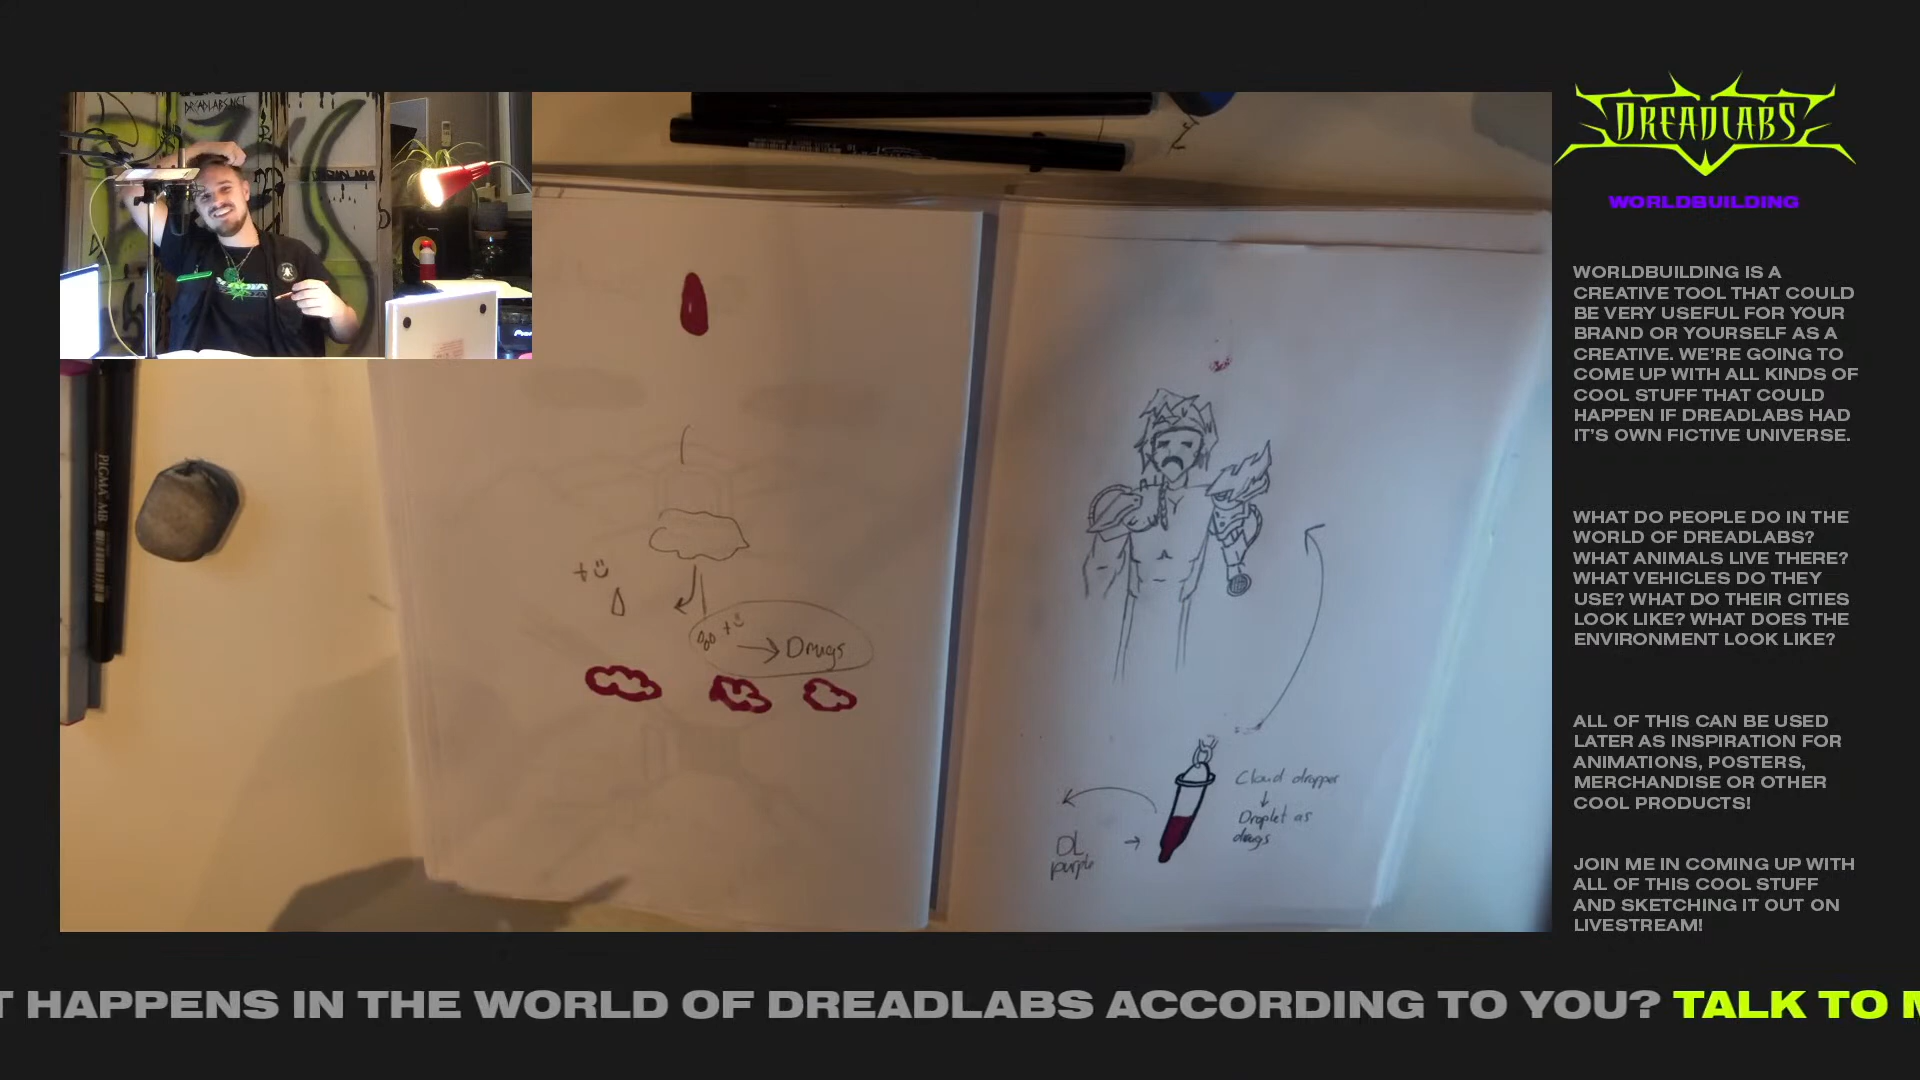 DREADLABS.NET
DREADLABS
DREADLABS
WORLDBUILDING
WORLDBUILDING IS A
CREATIVE TOOL THAT COULD
BE VERY USEFUL FOR YOUR
BRAND OR YOURSELF AS A
CREATIVE. WE'RE GOING TO
COME UP WITH ALL KINDS OF
COOL STUFF THAT COULD
HAPPEN IF DREADLABS HAD
IT'S OWN FICTIVE UNIVERSE.
WHAT DO PEOPLE DO IN THE
WORLD OF DREADLABS?
WHAT ANIMALS LIVE THERE?
WHAT VEHICLES DO THEY
USE? WHAT DO THEIR CITIES
LOOK LIKE? WHAT DOES THE
ENVIRONMENT LOOK LIKE?
ALL OF THIS CAN BE USED
LATER AS INSPIRATION FOR
ANIMATIONS, POSTERS,
MERCHANDISE OR OTHER
COOL PRODUCTS!
JOIN ME IN COMING UP WITH
ALL OF THIS COOL STUFF
AND SKETCHING IT OUT ON
LIVESTREAM!
PIGMA MB
Drugs
Cloud dropper
Droplet as
drugs
DL
purple
T HAPPENS IN THE WORLD OF DREADLABS ACCORDING TO YOU? TALK TO M